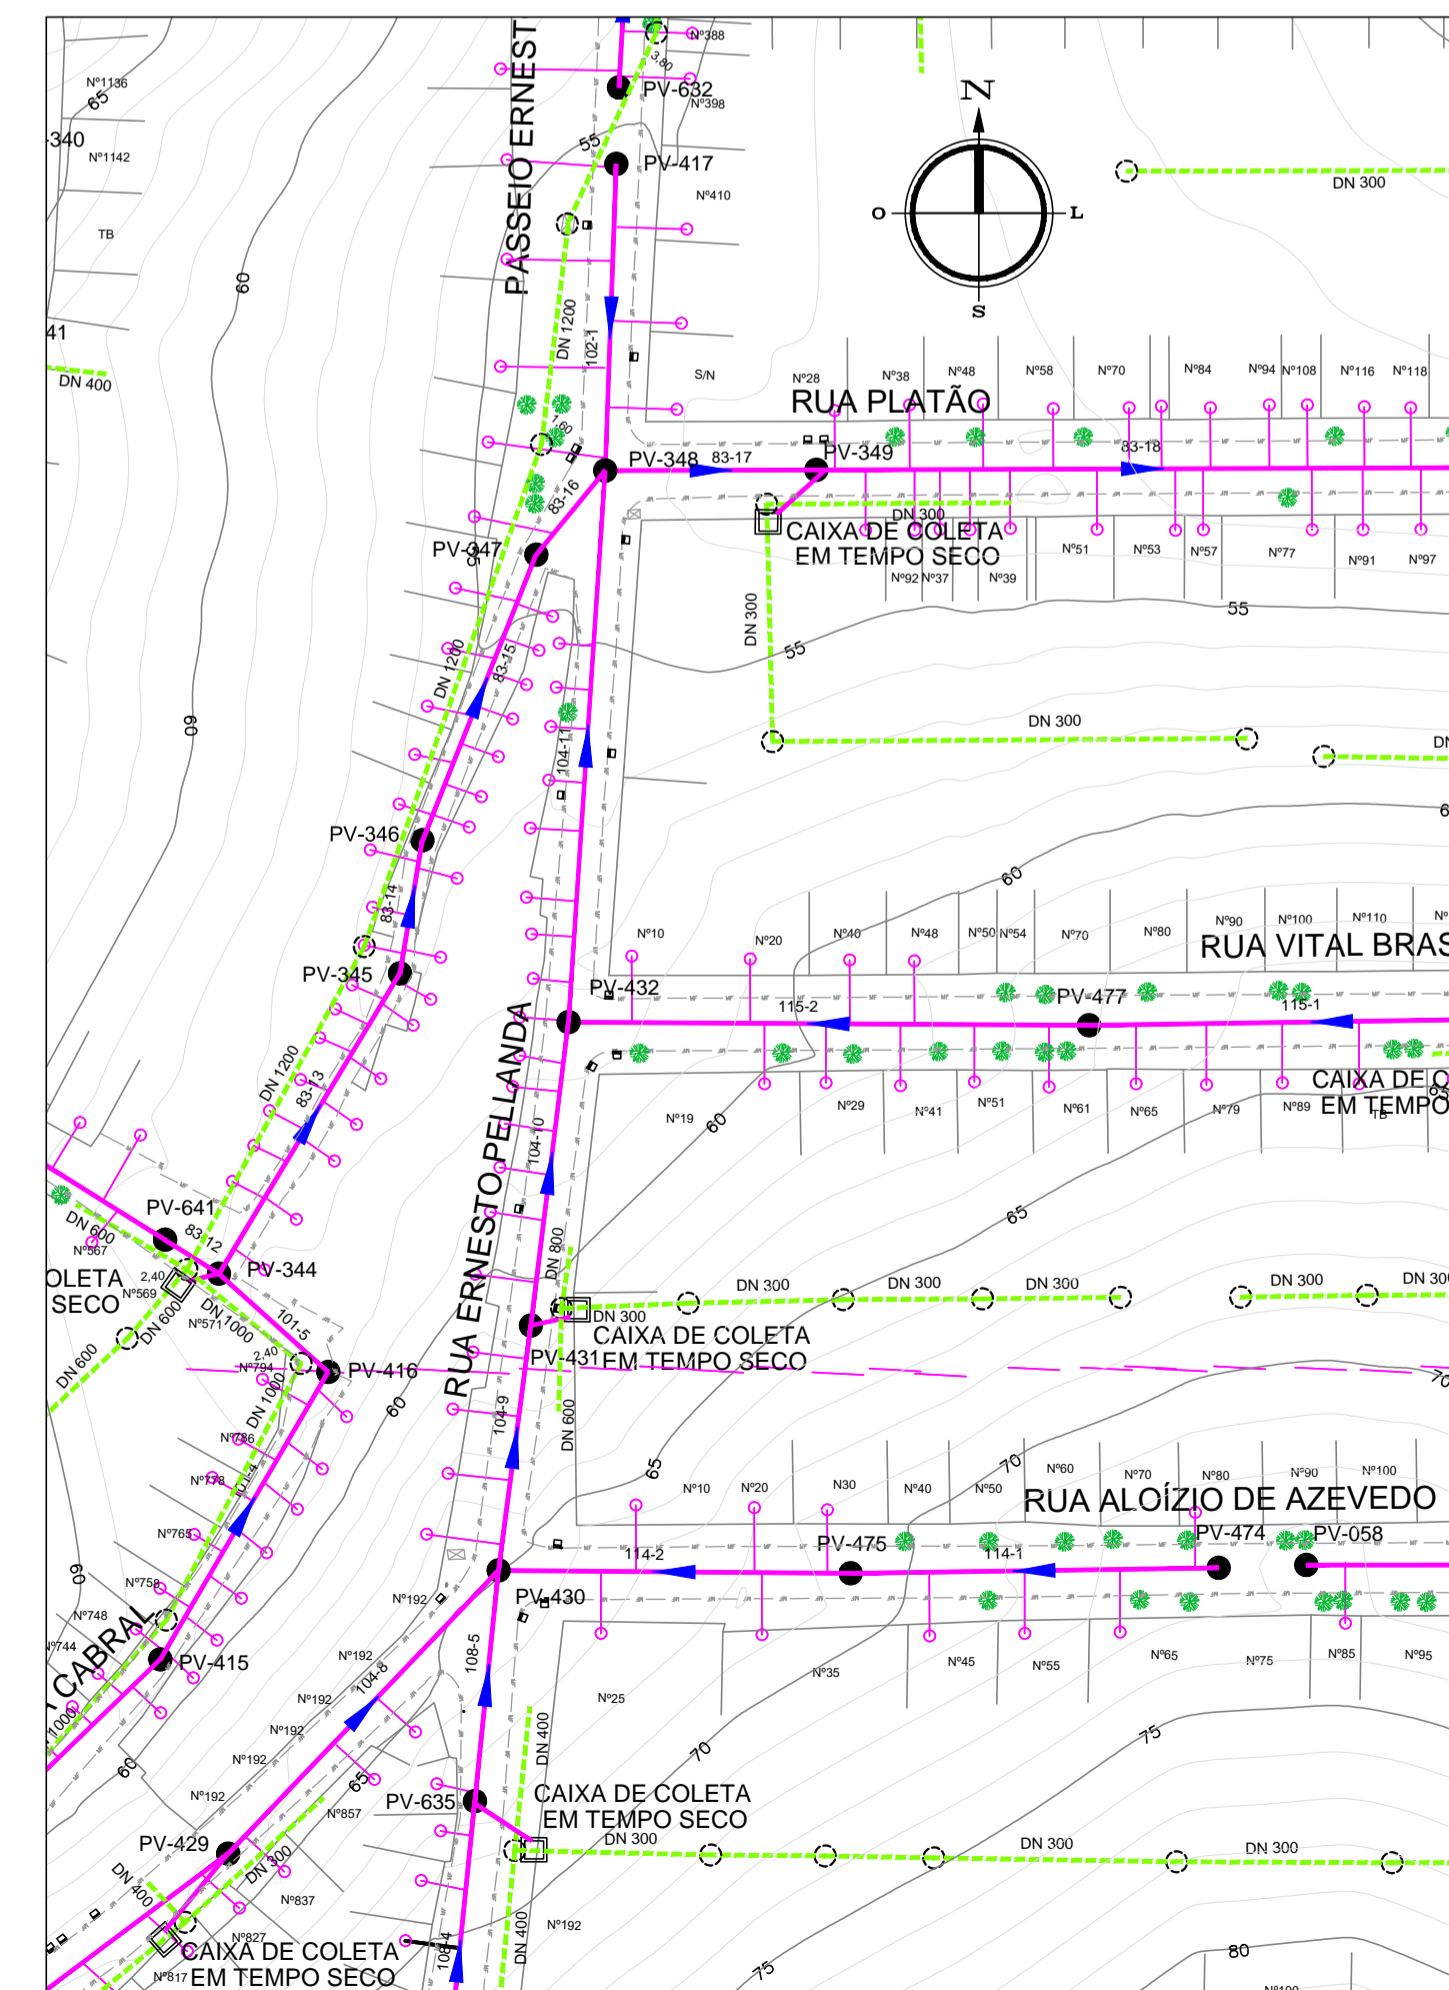 PASSEIO ERNEST
Nº388
3,80
PV-632
Nº398
Nº1136
65
-340
Nº1142
TB
55
PV-417
Nº410
N
O
L
S
DN 300
60
41
DN 400
DN 1200
102-1
S/N
Nº28
Nº38
Nº48
Nº58
Nº70
Nº84
Nº94
Nº108
Nº116
Nº118
RUA PLATÃO
1,60
PV-348
83-17
PV-349
83-18
83-16
PV-347
DN 300
CAIXA DE COLETA
EM TEMPO SECO
Nº92
Nº37
Nº39
Nº51
Nº53
Nº57
Nº77
Nº91
Nº97
DN 300
55
55
DN 1200
83-15
60
104-11
DN 300
DN
PV-346
60
83-14
Nº10
Nº20
Nº40
Nº48
Nº50
Nº54
Nº70
Nº80
Nº90
Nº100
Nº110
RUA VITAL BRAS
PV-345
PV-432
115-2
PV-477
115-1
DN 1200
83-13
RUA ERNESTO PELLANDA
104-10
Nº19
60
Nº29
Nº41
Nº51
Nº61
Nº65
Nº79
Nº89
TB
CAIXA DE C
EM TEMPO
PV-641
83-12
DN 600
Nº567
PV-344
OLETA
SECO
2,40
Nº569
DN 600
Nº571
DN 1000
101-5
DN 600
2,40
Nº794
PV-416
DN 1000
65
DN 800
DN 300
DN 300
DN 300
DN 300
DN 300
DN 300
CAIXA DE COLETA
EM TEMPO SECO
PV-431
104-9
DN 600
60
70
Nº786
Nº778
101-4
Nº765
Nº758
60
Nº748
Nº744
65
70
Nº10
Nº20
N30
Nº40
Nº50
Nº60
Nº70
Nº80
Nº90
Nº100
RUA ALOÍZIO DE AZEVEDO
114-2
PV-475
114-1
PV-474
PV-058
PV-430
Nº192
A CABRAL
PV-415
1000
60
Nº192
104-8
108-5
Nº192
Nº192
Nº192
Nº192
Nº25
Nº35
Nº45
Nº55
Nº65
Nº75
Nº85
Nº95
DN 400
70
75
65
Nº857
PV-635
CAIXA DE COLETA
EM TEMPO SECO
PV-429
DN 300
DN 400
Nº837
DN 300
DN 300
DN 300
Nº827
CAIXA DE COLETA
EM TEMPO SECO
Nº817
108-4
DN 400
Nº192
75
80